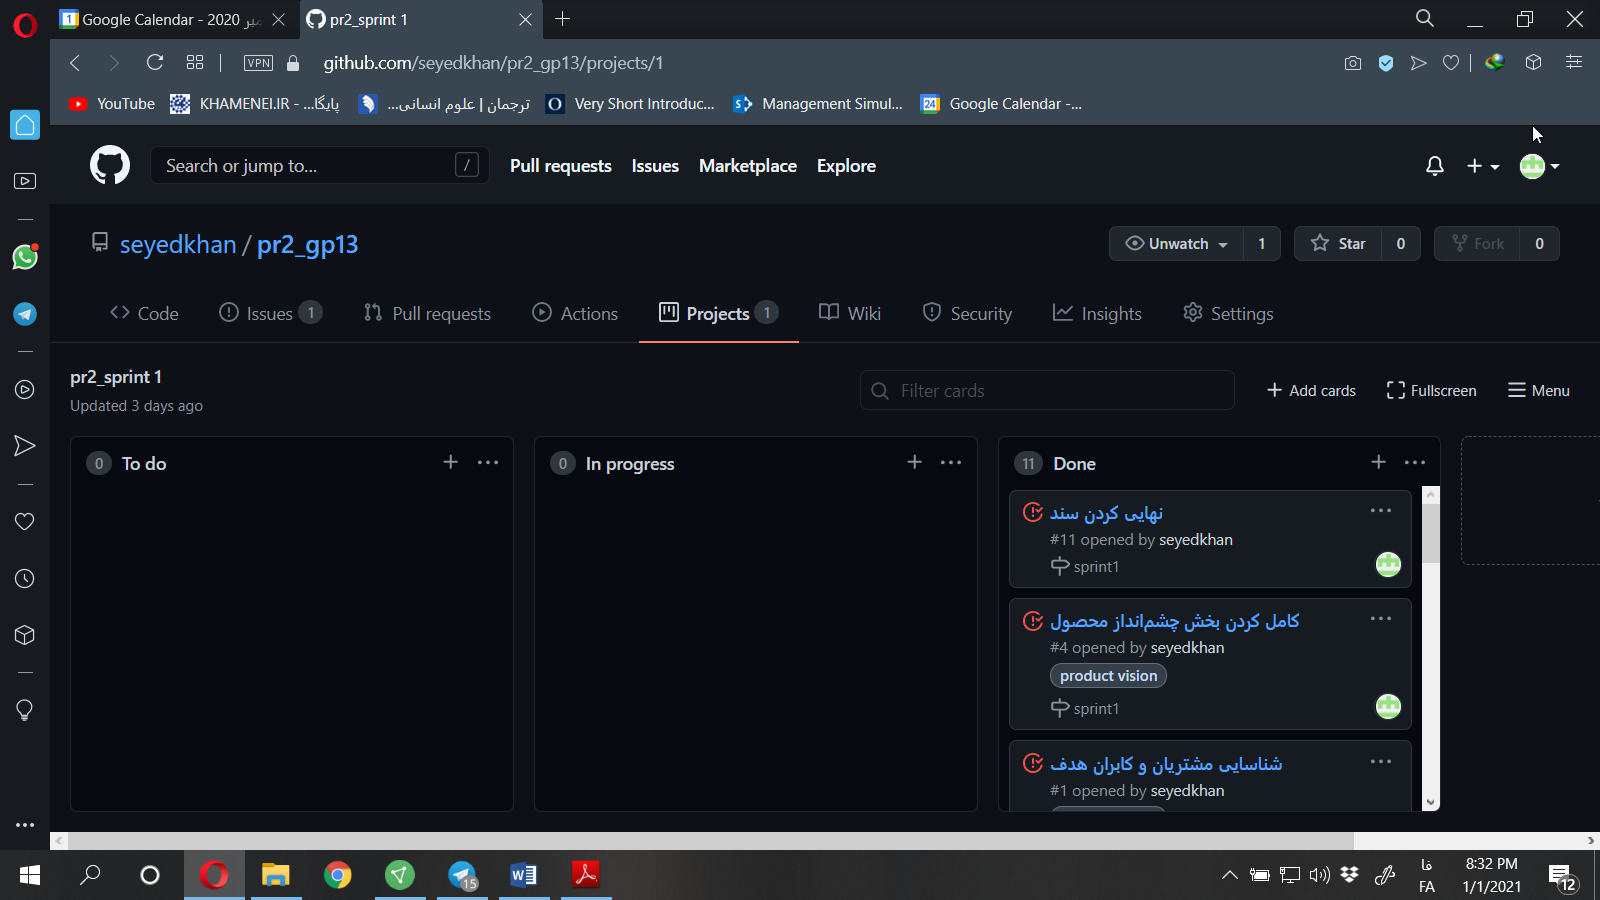 Google Calendar - 2020
pr2_sprint 1
VPN
github.com/seyedkhan/pr2_gp13/projects/1
YouTube
KHAMENEI.IR - ...پایگا
ترجمان | علوم انسانی...
Very Short Introduc...
Management Simul...
24
Google Calendar -...
Search or jump to...
/
Pull requests
Issues
Marketplace
Explore
seyedkhan / pr2_gp13
Unwatch
1
Star
0
Fork
0
Code
Issues 1
Pull requests
Actions
Projects 1
Wiki
Security
Insights
Settings
pr2_sprint 1
Updated 3 days ago
Filter cards
+ Add cards
Fullscreen
Menu
0 To do
0 In progress
11 Done
نهایی کردن سند
#11 opened by seyedkhan
sprint1
کامل کردن بخش چشم‌انداز محصول
#4 opened by seyedkhan
product vision
sprint1
شناسایی مشتریان و کابران هدف
#1 opened by seyedkhan
15
فا
FA
8:32 PM
1/1/2021
12